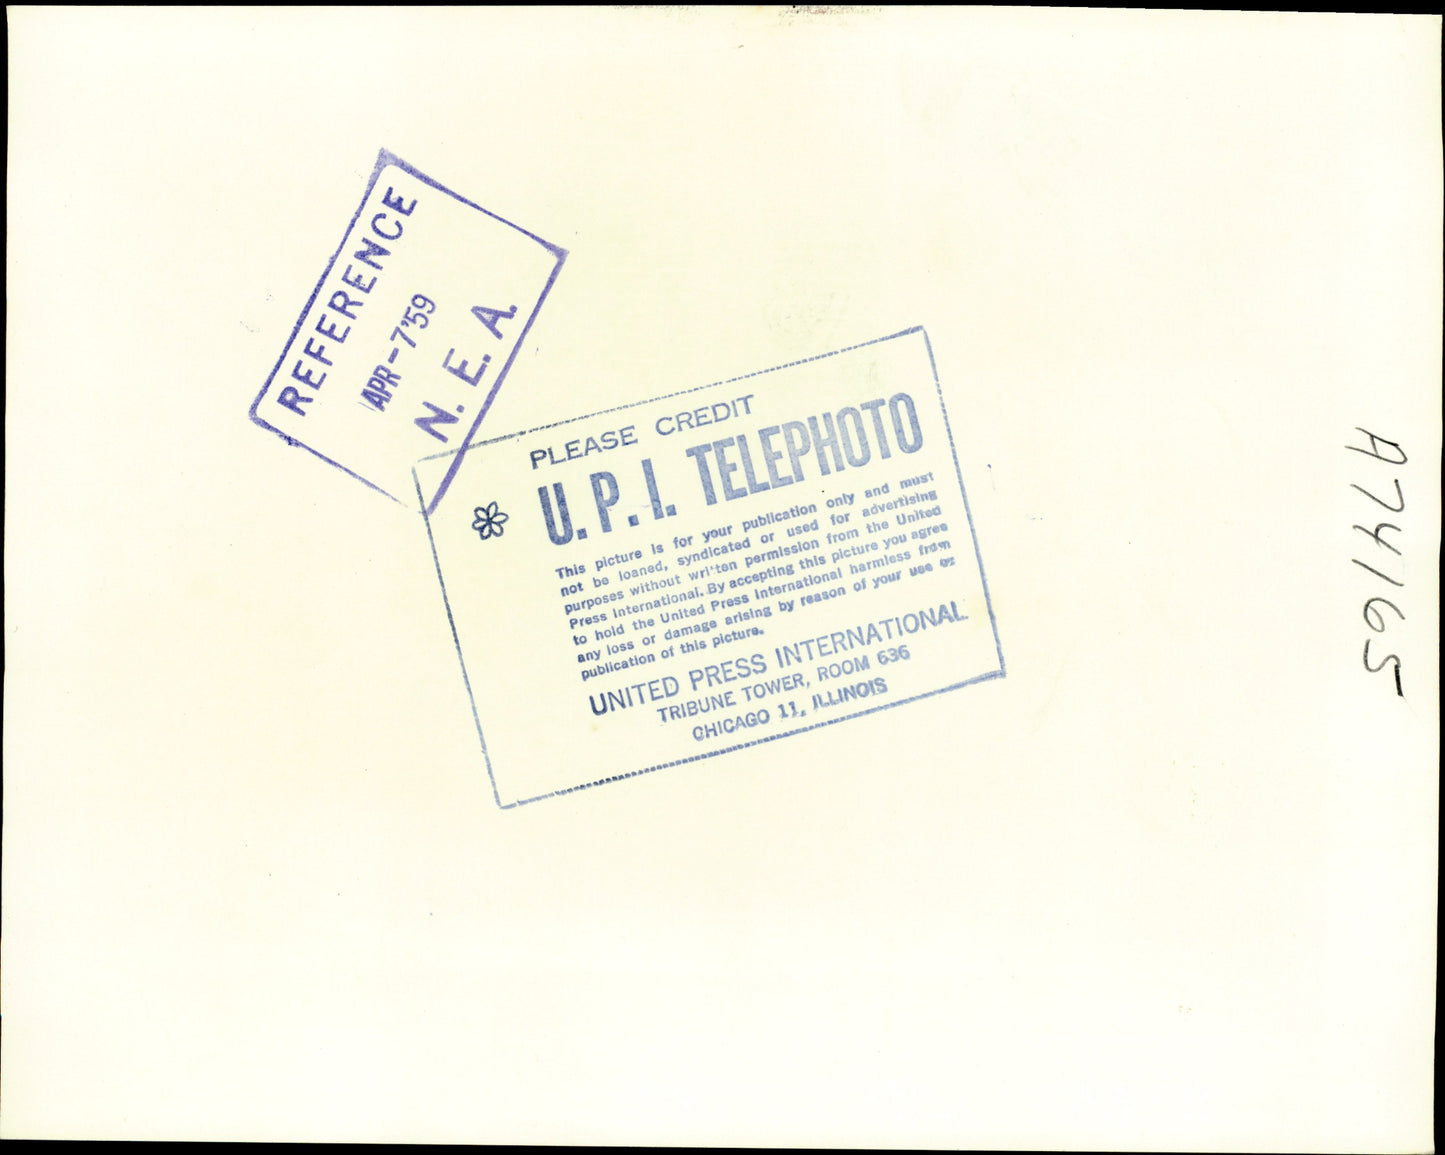 REFERENCE
APR-7'59
N. E. A.
PLEASE CREDIT
U. P. I. TELEPHOTO
This picture is for your publication only and must
not be loaned, syndicated or used for advertising
purposes without written permission from the United
Press International. By accepting this picture you agree
to hold the United Press International harmless from
any loss or damage arising by reason of your use or
publication of this picture.
UNITED PRESS INTERNATIONAL
TRIBUNE TOWER, ROOM 636
CHICAGO 11, ILLINOIS
A74165